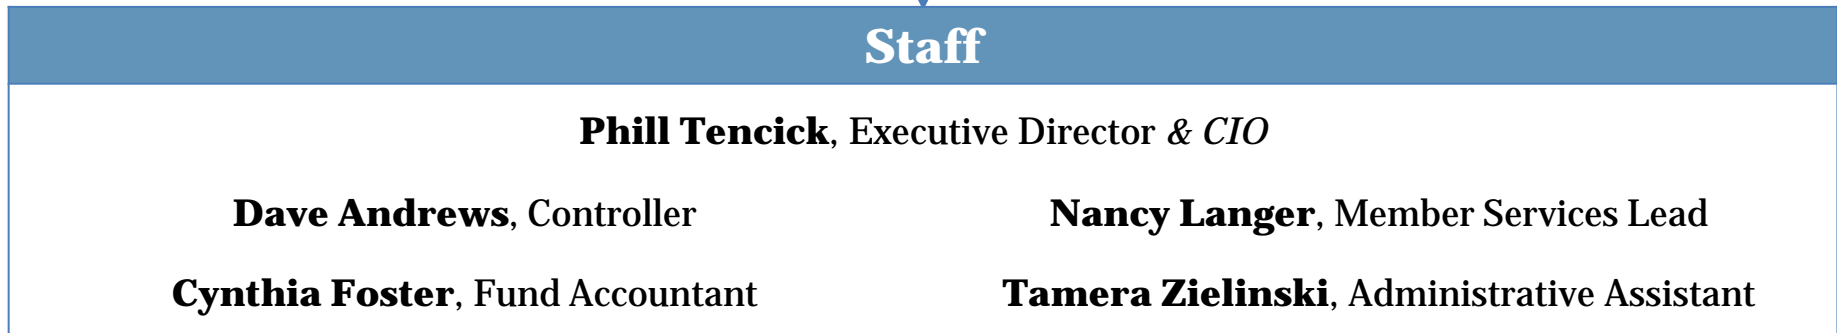 Staff
Phill Tencick, Executive Director & CIO
Dave Andrews, Controller
Nancy Langer, Member Services Lead
Cynthia Foster, Fund Accountant
Tamera Zielinski, Administrative Assistant